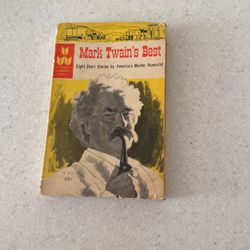 Mark Twain's Best
Eight Short Stories by America's Master Humorist